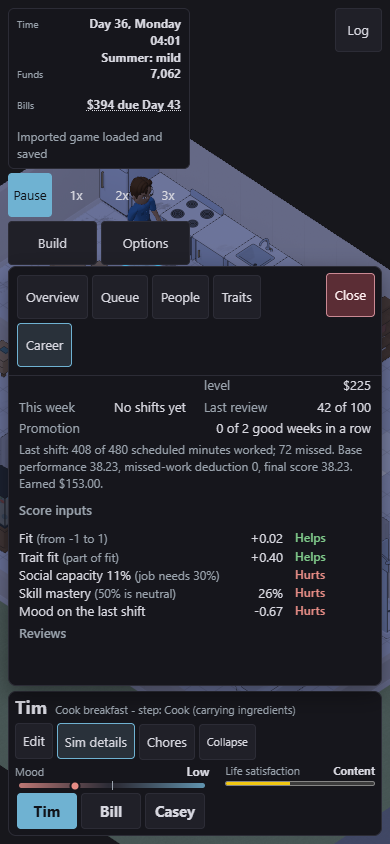 Time Day 36, Monday
04:01
Summer: mild
Funds 7,062
Bills $394 due Day 43
Imported game loaded and
saved
Log
Pause 1x 2x 3x
Build Options
Overview Queue People Traits Close
Career
level $225
This week No shifts yet Last review 42 of 100
Promotion 0 of 2 good weeks in a row
Last shift: 408 of 480 scheduled minutes worked; 72 missed. Base
performance 38.23, missed-work deduction 0, final score 38.23.
Earned $153.00.
Score inputs
Fit (from -1 to 1) +0.02 Helps
Trait fit (part of fit) +0.40 Helps
Social capacity 11% (job needs 30%) Hurts
Skill mastery (50% is neutral) 26% Hurts
Mood on the last shift -0.67 Hurts
Reviews
Tim Cook breakfast - step: Cook (carrying ingredients)
Edit Sim details Chores Collapse
Mood Low Life satisfaction Content
Tim Bill Casey